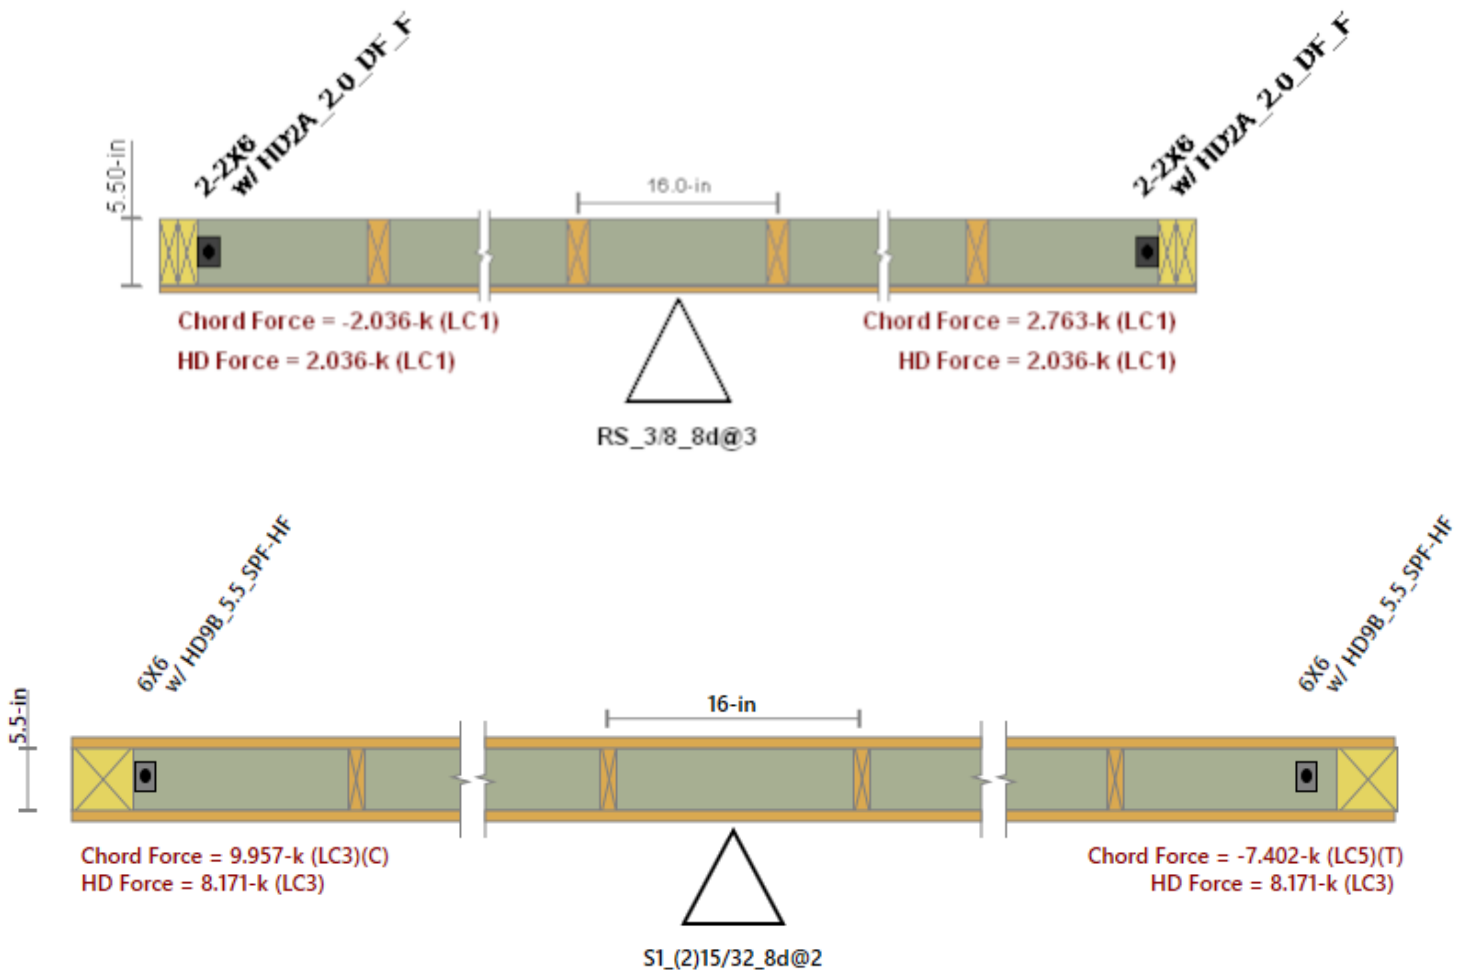 2-2X6
w/ HD2A_2.0_DF_F
2-2X6
w/ HD2A_2.0_DF_F
5.50-in
16.0-in
Chord Force = -2.036-k (LC1)
HD Force = 2.036-k (LC1)
Chord Force = 2.763-k (LC1)
HD Force = 2.036-k (LC1)
RS_3/8_8d@3
6X6
w/ HD9B_5.5_SPF-HF
6X6
w/ HD9B_5.5_SPF-HF
5.5-in
16-in
Chord Force = 9.957-k (LC3)(C)
HD Force = 8.171-k (LC3)
Chord Force = -7.402-k (LC5)(T)
HD Force = 8.171-k (LC3)
S1_(2)15/32_8d@2